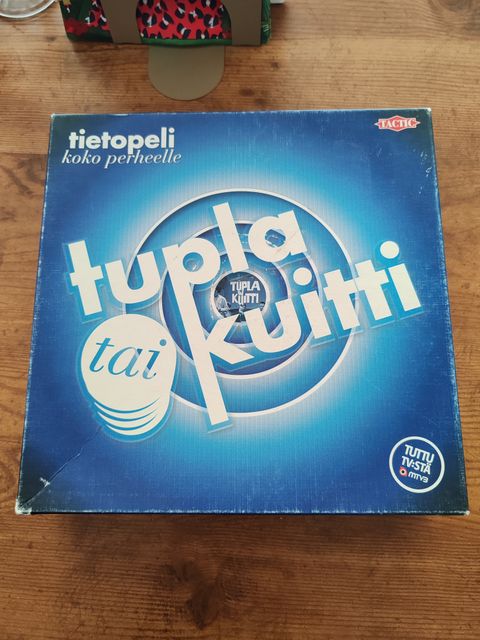 tietopeli
koko perheelle
TACTIC
tupla
tai kuitti
TUPLA
KUITTI
TUTTU
TV:STÄ
MTV3